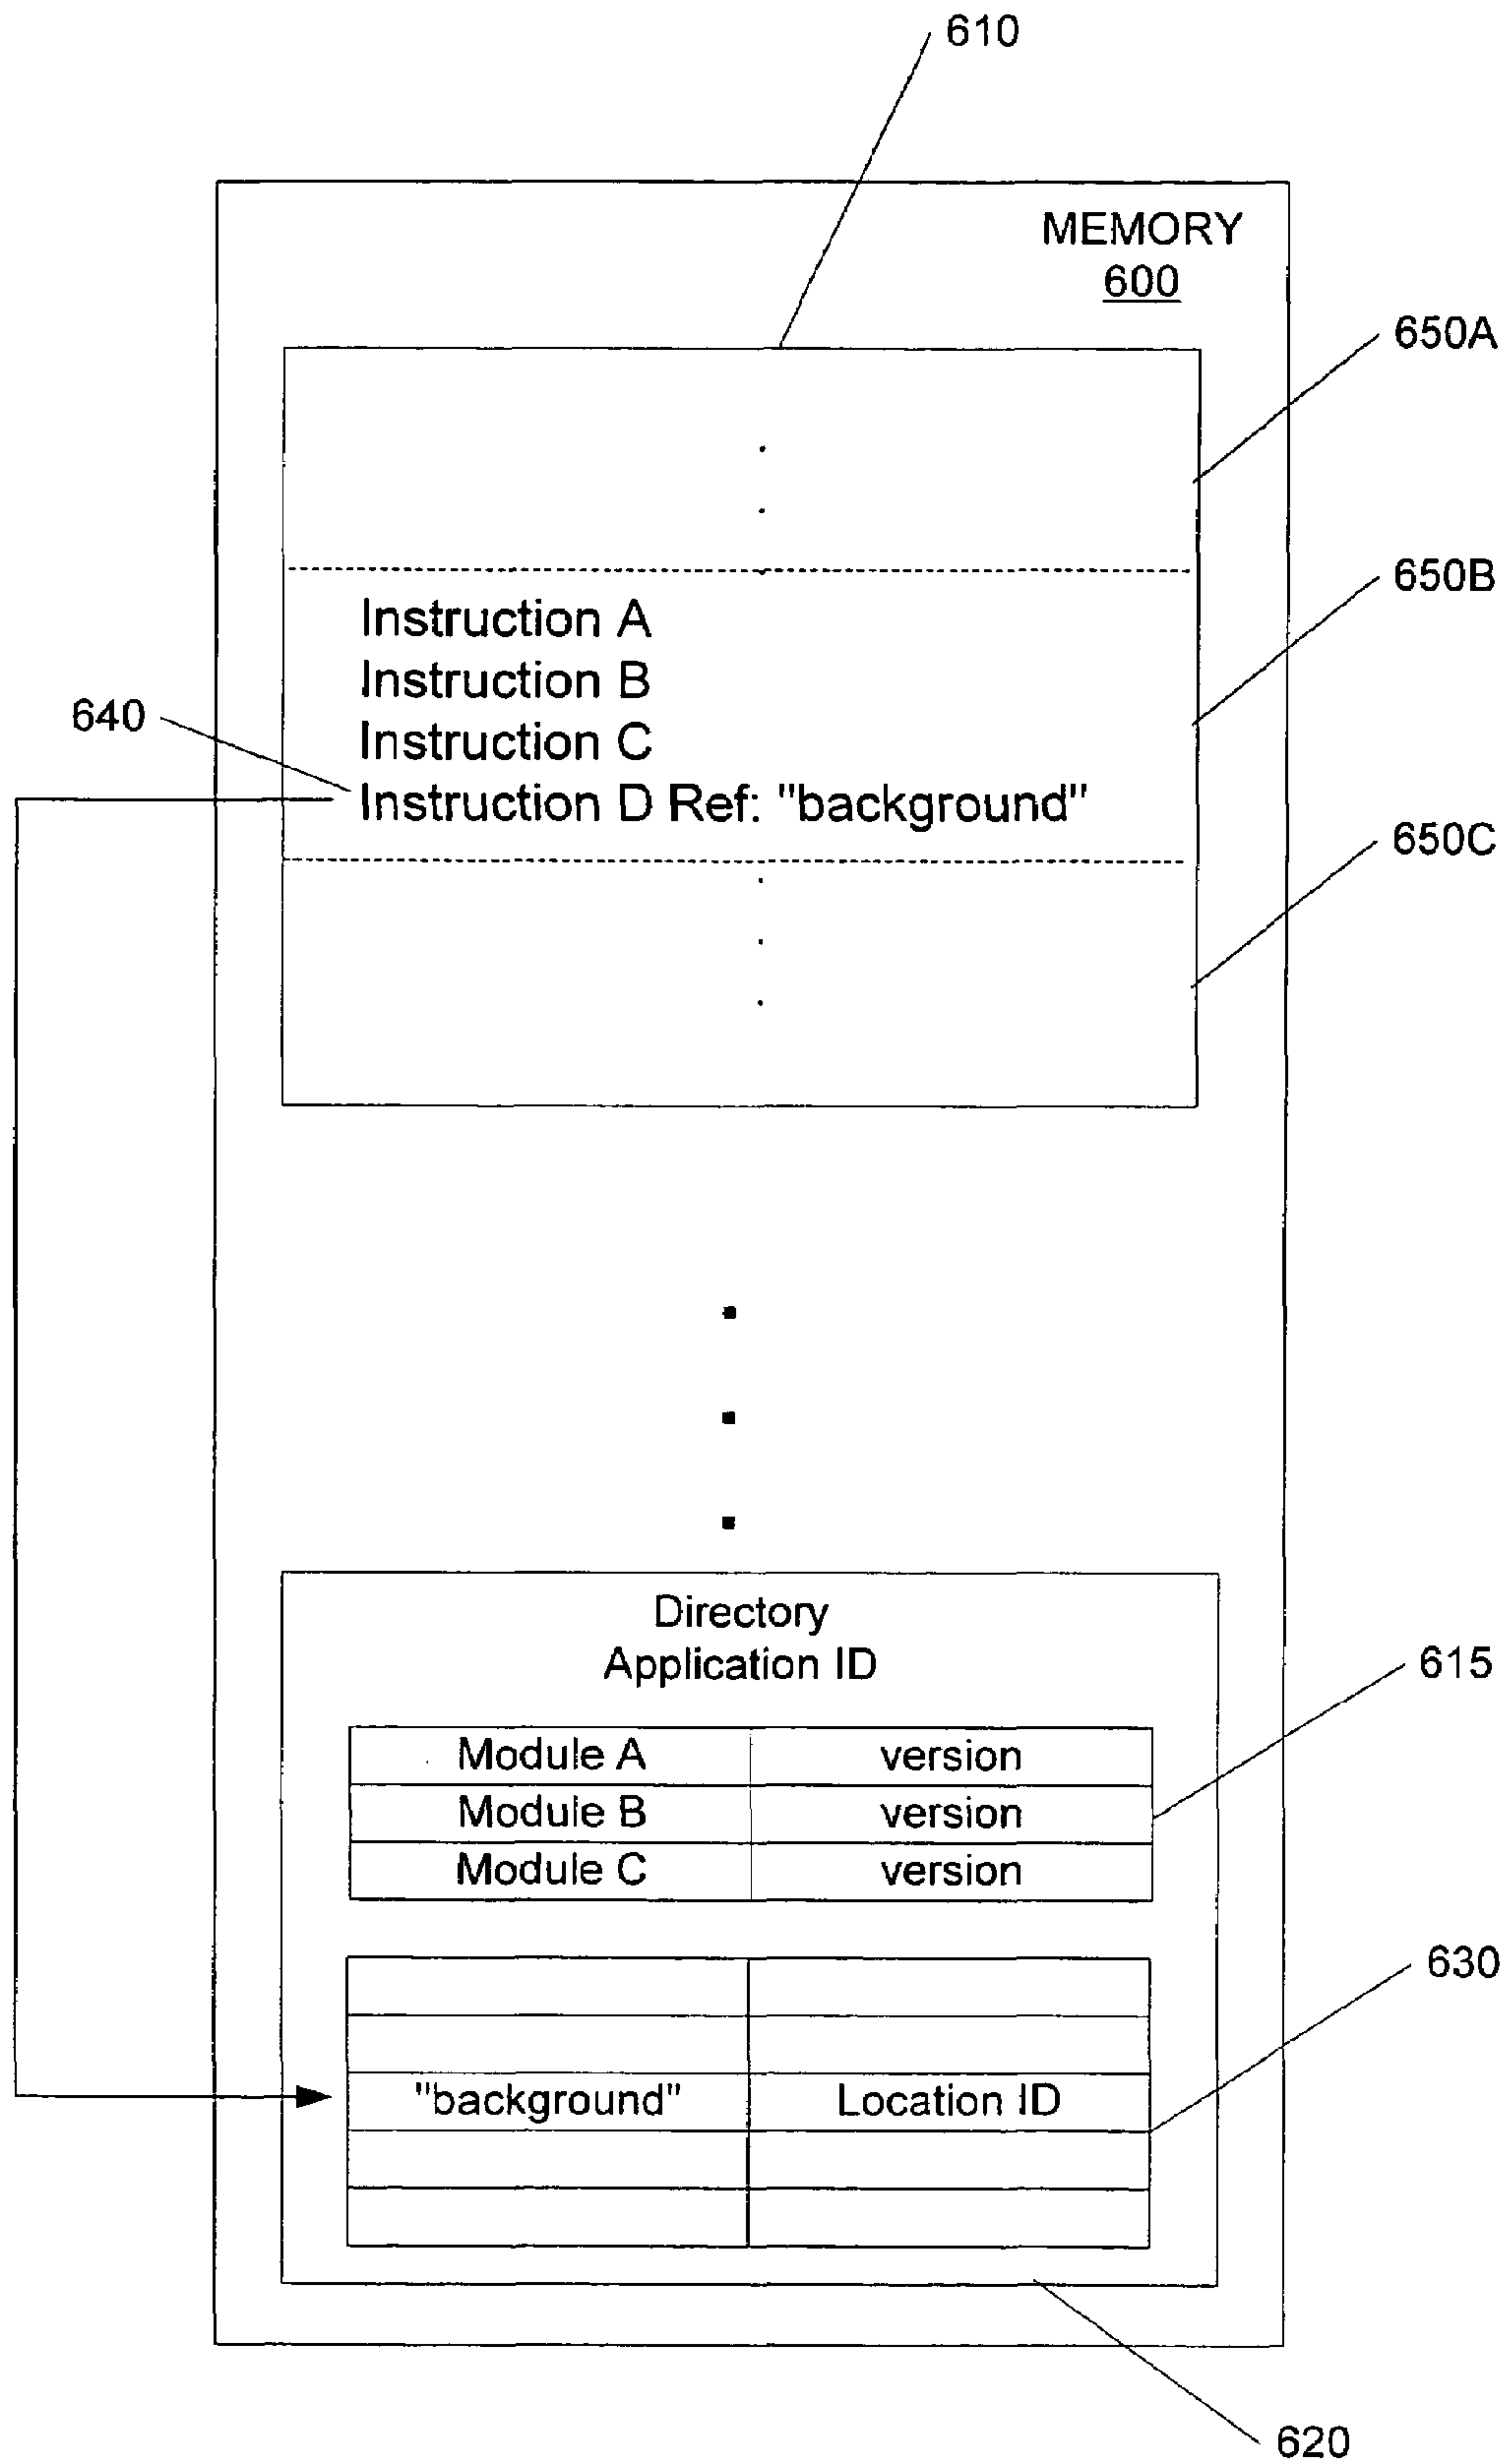 610
MEMORY
600
650A
650B
Instruction A
Instruction B
640
Instruction C
Instruction D Ref: "background"
650C
Directory
Application ID
615
Module A version
Module B version
Module C version
630
"background" Location ID
620